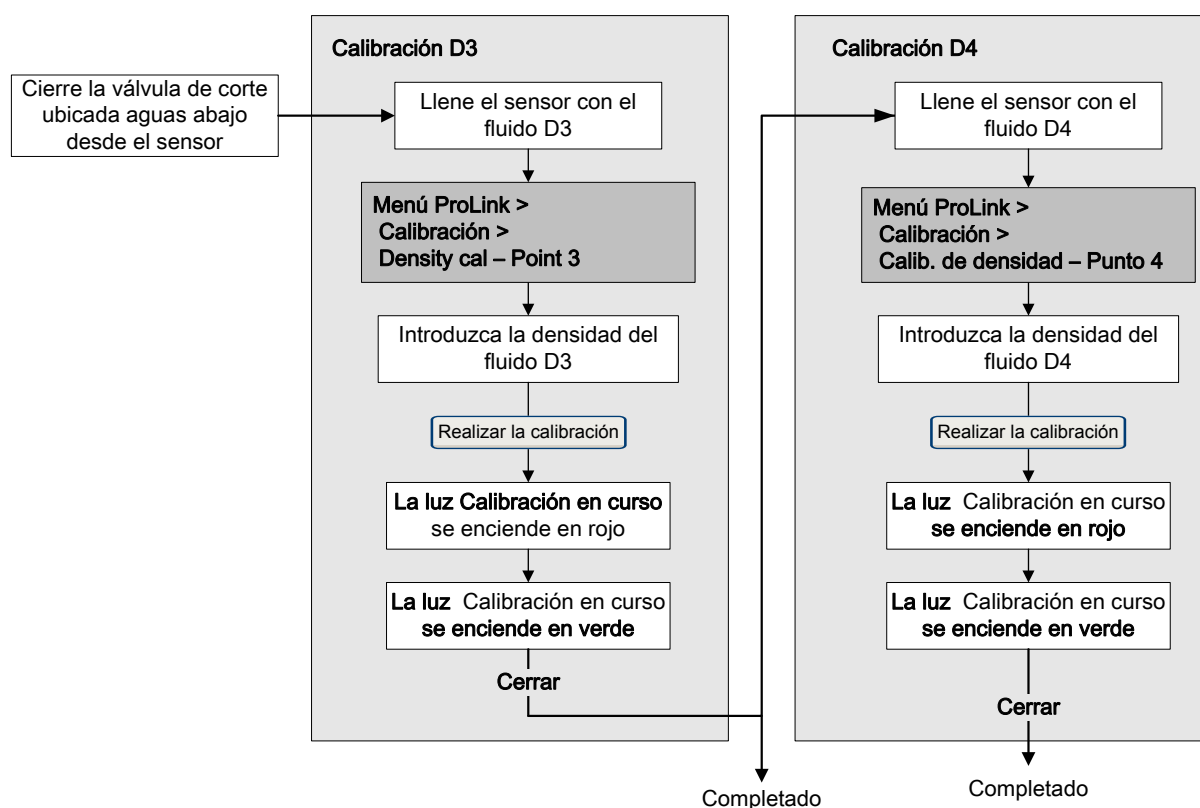 Cierre la válvula de corte
ubicada aguas abajo
desde el sensor
Calibración D3
Llene el sensor con el
fluido D3
Menú ProLink >
Calibración >
Density cal – Point 3
Introduzca la densidad del
fluido D3
Realizar la calibración
La luz Calibración en curso
se enciende en rojo
La luz Calibración en curso
se enciende en verde
Cerrar
Completado
Calibración D4
Llene el sensor con el
fluido D4
Menú ProLink >
Calibración >
Calib. de densidad – Punto 4
Introduzca la densidad del
fluido D4
Realizar la calibración
La luz Calibración en curso
se enciende en rojo
La luz Calibración en curso
se enciende en verde
Cerrar
Completado